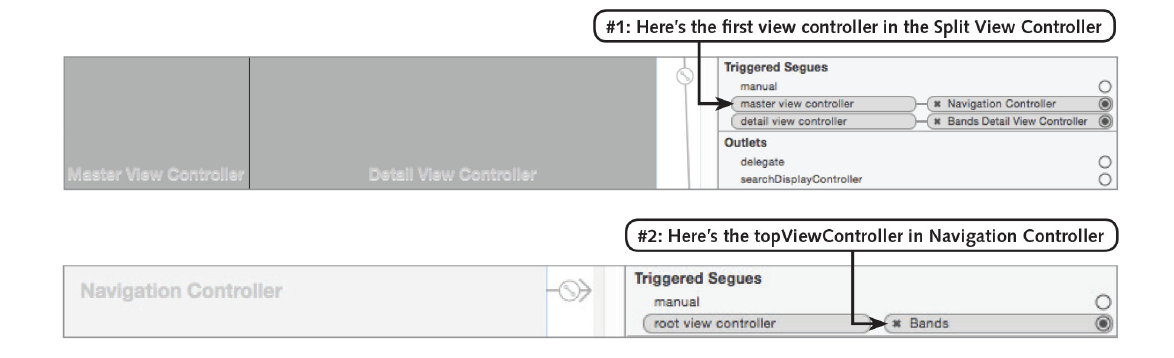 #1: Here's the first view controller in the Split View Controller
Triggered Segues
manual
master view controller
Navigation Controller
detail view controller
Bands Detail View Controller
Outlets
delegate
searchDisplayController
Master View Controller
Detail View Controller
#2: Here's the topViewController in Navigation Controller
Navigation Controller
Triggered Segues
manual
root view controller
Bands